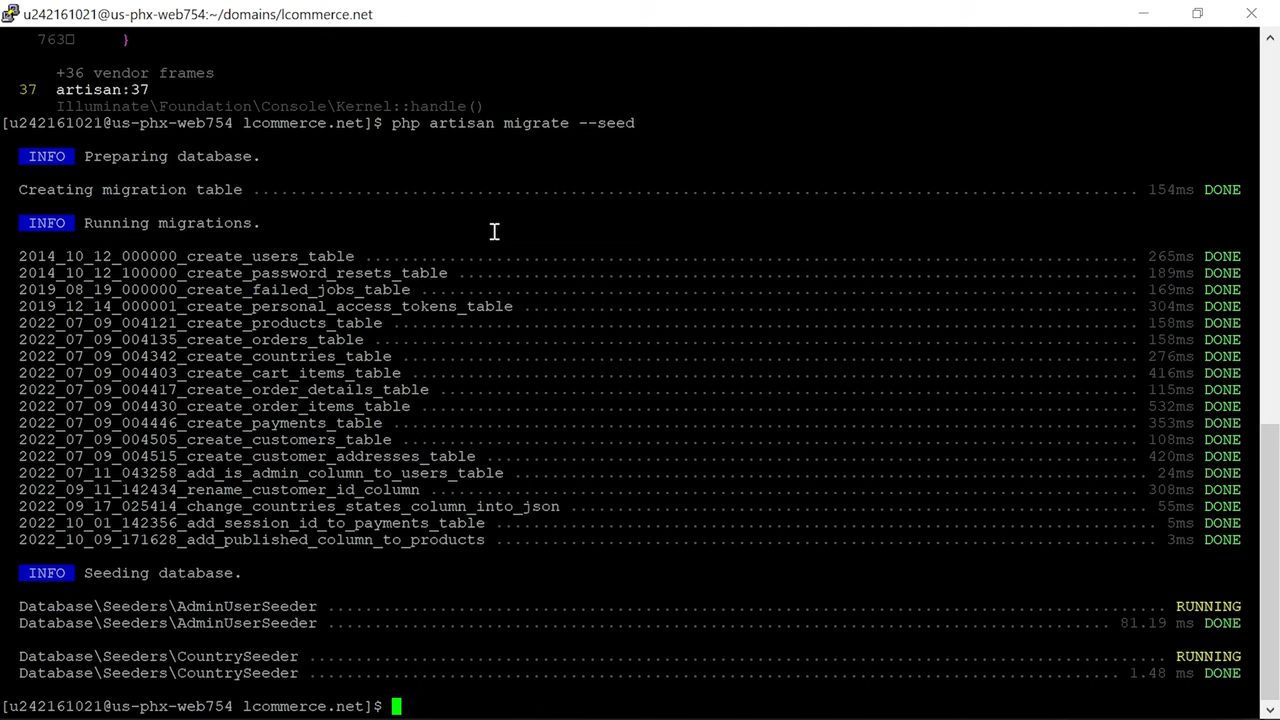 u242161021@us-phx-web754:~/domains/lcommerce.net
763 }
+36 vendor frames
37 artisan:37
Illuminate\Foundation\Console\Kernel::handle()
[u242161021@us-phx-web754 lcommerce.net]$ php artisan migrate --seed
INFO Preparing database.
Creating migration table ................................................................................................ 154ms DONE
INFO Running migrations.
2014_10_12_000000_create_users_table .................................................................................... 265ms DONE
2014_10_12_100000_create_password_resets_table .......................................................................... 189ms DONE
2019_08_19_000000_create_failed_jobs_table .............................................................................. 169ms DONE
2019_12_14_000001_create_personal_access_tokens_table ................................................................... 304ms DONE
2022_07_09_004121_create_products_table ................................................................................. 158ms DONE
2022_07_09_004135_create_orders_table ................................................................................... 158ms DONE
2022_07_09_004342_create_countries_table ................................................................................ 276ms DONE
2022_07_09_004403_create_cart_items_table ............................................................................... 416ms DONE
2022_07_09_004417_create_order_details_table ............................................................................ 115ms DONE
2022_07_09_004430_create_order_items_table .............................................................................. 532ms DONE
2022_07_09_004446_create_payments_table ................................................................................. 353ms DONE
2022_07_09_004505_create_customers_table ................................................................................ 108ms DONE
2022_07_09_004515_create_customer_addresses_table ....................................................................... 420ms DONE
2022_07_11_043258_add_is_admin_column_to_users_table ..................................................................... 24ms DONE
2022_09_11_142434_rename_customer_id_column ............................................................................. 308ms DONE
2022_09_17_025414_change_countries_states_column_into_json ............................................................... 55ms DONE
2022_10_01_142356_add_session_id_to_payments_table ........................................................................ 5ms DONE
2022_10_09_171628_add_published_column_to_products ........................................................................ 3ms DONE
INFO Seeding database.
Database\Seeders\AdminUserSeeder ........................................................................................... RUNNING
Database\Seeders\AdminUserSeeder ..................................................................................... 81.19 ms DONE
Database\Seeders\CountrySeeder ............................................................................................. RUNNING
Database\Seeders\CountrySeeder ........................................................................................ 1.48 ms DONE
[u242161021@us-phx-web754 lcommerce.net]$